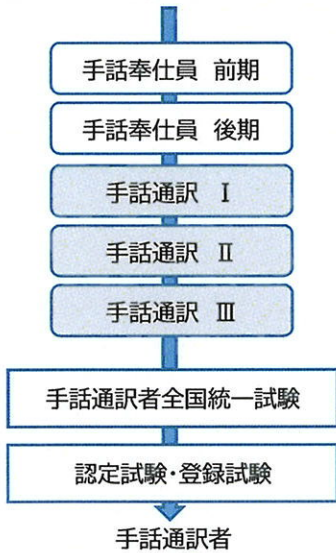 手話奉仕員 前期
手話奉仕員 後期
手話通訳 Ⅰ
手話通訳 Ⅱ
手話通訳 Ⅲ
手話通訳者全国統一試験
認定試験・登録試験
手話通訳者